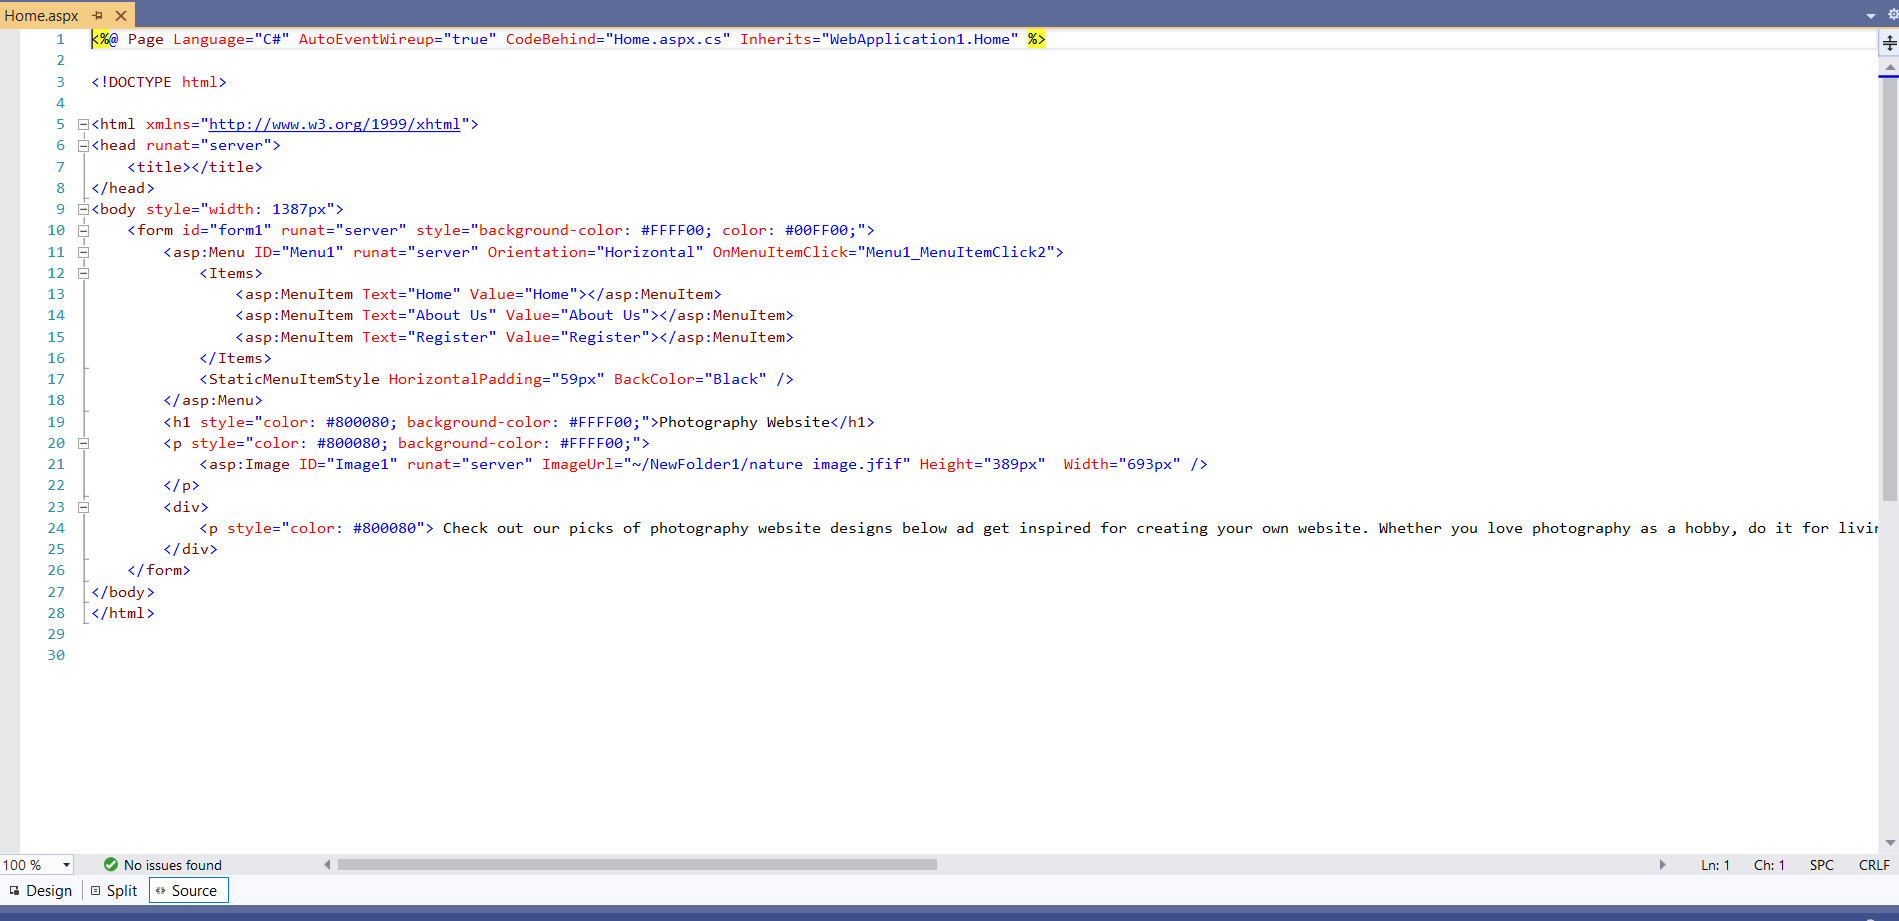 Home.aspx
1 <%@ Page Language="C#" AutoEventWireup="true" CodeBehind="Home.aspx.cs" Inherits="WebApplication1.Home" %>
2
3 <!DOCTYPE html>
4
5 <html xmlns="http://www.w3.org/1999/xhtml">
6 <head runat="server">
7     <title></title>
8 </head>
9 <body style="width: 1387px">
10     <form id="form1" runat="server" style="background-color: #FFFF00; color: #00FF00;">
11         <asp:Menu ID="Menu1" runat="server" Orientation="Horizontal" OnMenuItemClick="Menu1_MenuItemClick2">
12             <Items>
13                 <asp:MenuItem Text="Home" Value="Home"></asp:MenuItem>
14                 <asp:MenuItem Text="About Us" Value="About Us"></asp:MenuItem>
15                 <asp:MenuItem Text="Register" Value="Register"></asp:MenuItem>
16             </Items>
17             <StaticMenuItemStyle HorizontalPadding="59px" BackColor="Black" />
18         </asp:Menu>
19         <h1 style="color: #800080; background-color: #FFFF00;">Photography Website</h1>
20         <p style="color: #800080; background-color: #FFFF00;">
21             <asp:Image ID="Image1" runat="server" ImageUrl="~/NewFolder1/nature image.jfif" Height="389px"  Width="693px" />
22         </p>
23         <div>
24             <p style="color: #800080"> Check out our picks of photography website designs below ad get inspired for creating your own website. Whether you love photography as a hobby, do it for
25         </div>
26     </form>
27 </body>
28 </html>
29
30
100 % No issues found Ln: 1 Ch: 1 SPC CRLF
Design Split Source